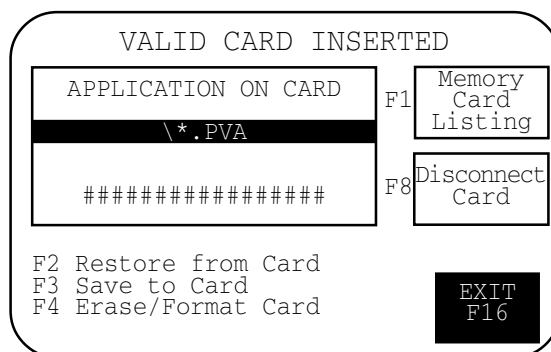 VALID CARD INSERTED
APPLICATION ON CARD
\*.PVA
#################
F1
Memory
Card
Listing
F8
Disconnect
Card
F2 Restore from Card
F3 Save to Card
F4 Erase/Format Card
EXIT
F16